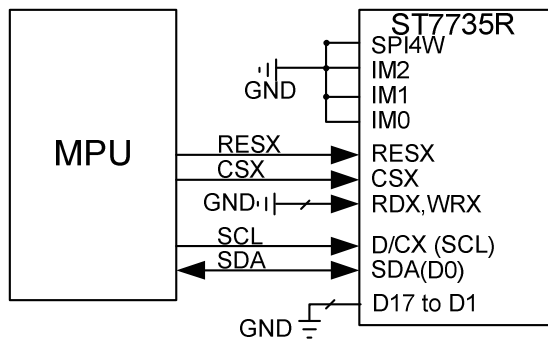 ST7735R
SPI4W
IM2
GND
IM1
IM0
MPU
RESX
RESX
CSX
CSX
GND
RDX,WRX
SCL
D/CX (SCL)
SDA
SDA(D0)
D17 to D1
GND